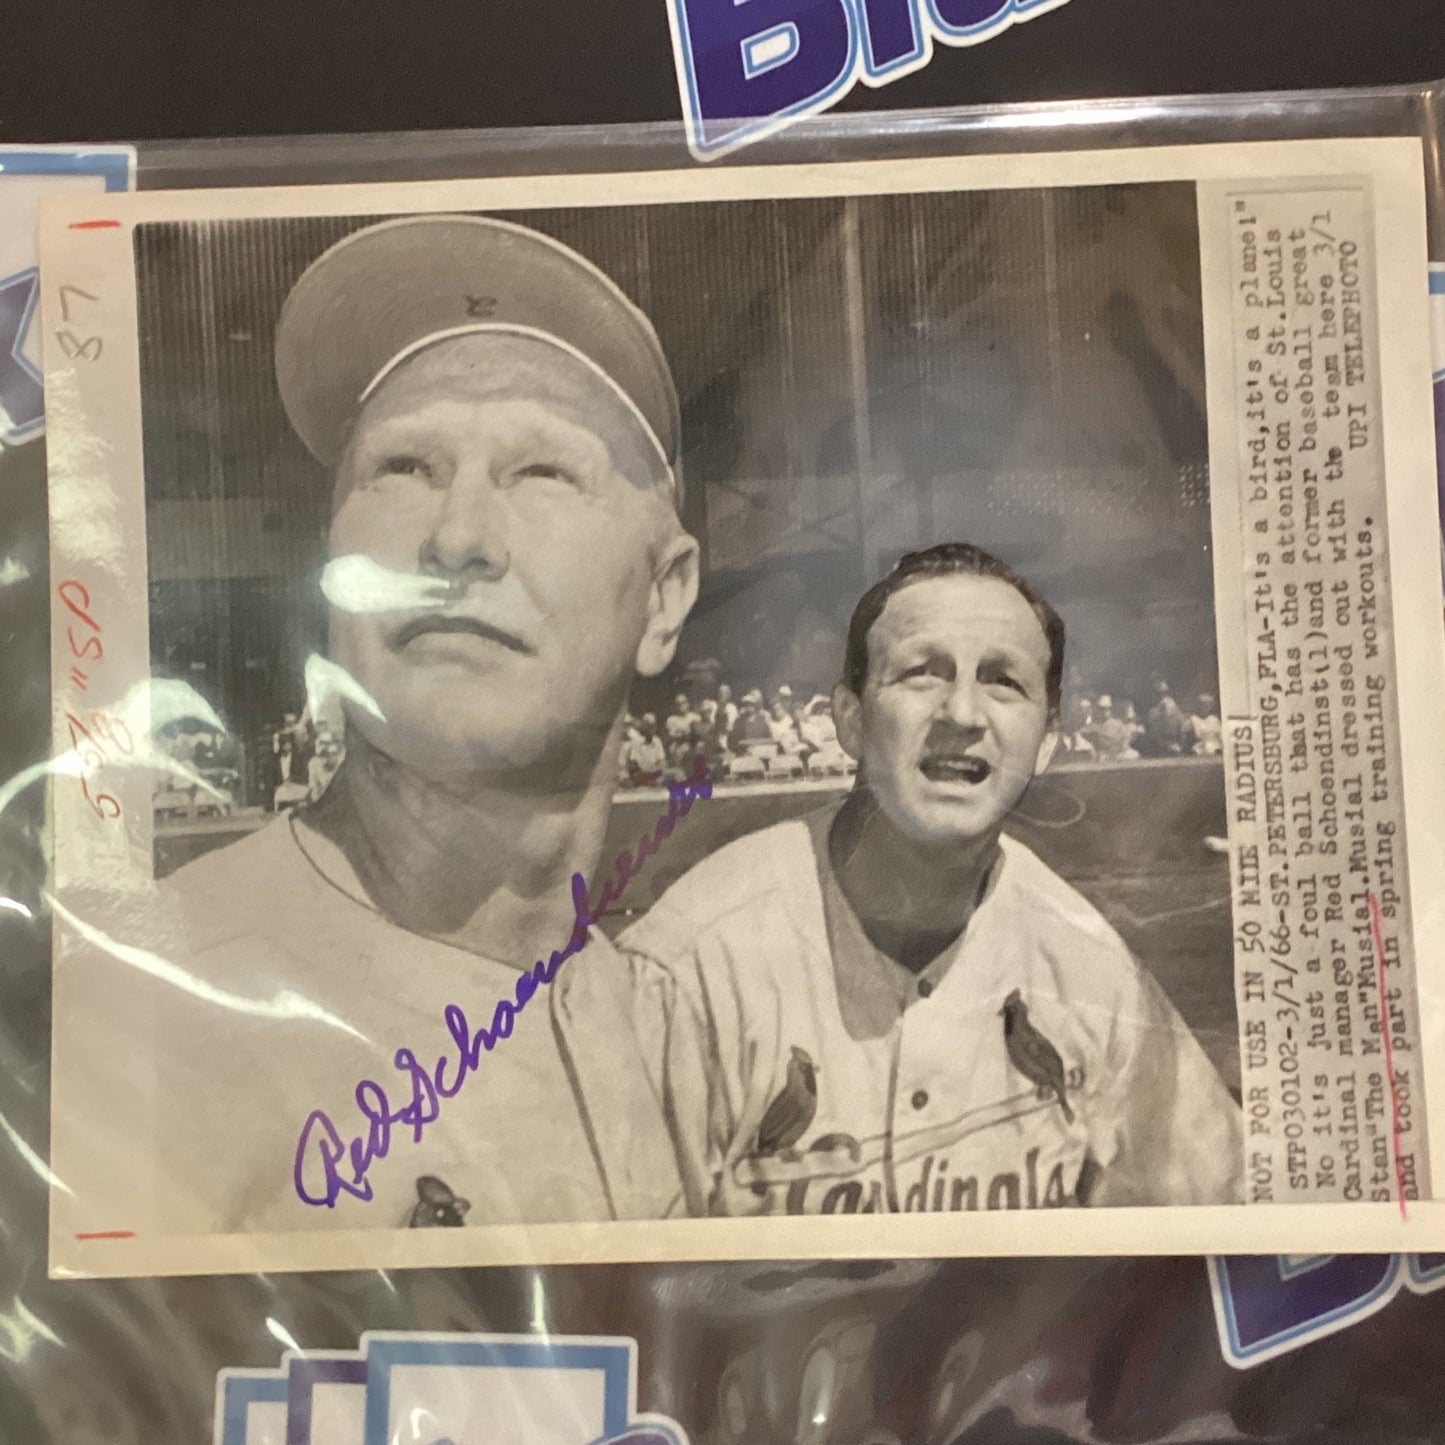 87
557 "SP
8
Red Schoendienst
Cardinals
NOT FOR USE IN 50 MILE RADIUS!
STP030102-3/1/66-ST.PETERSBURG,FLA-It's a bird,it's a plane!"
No it's just a foul ball that has the attention of St.Louis
Cardinal manager Red Schoendinst(l)and former baseball great
Stan"The Man"Musial.Musial dressed out with the team here 3/1
and took part in spring training workouts. UPI TELEPHOTO